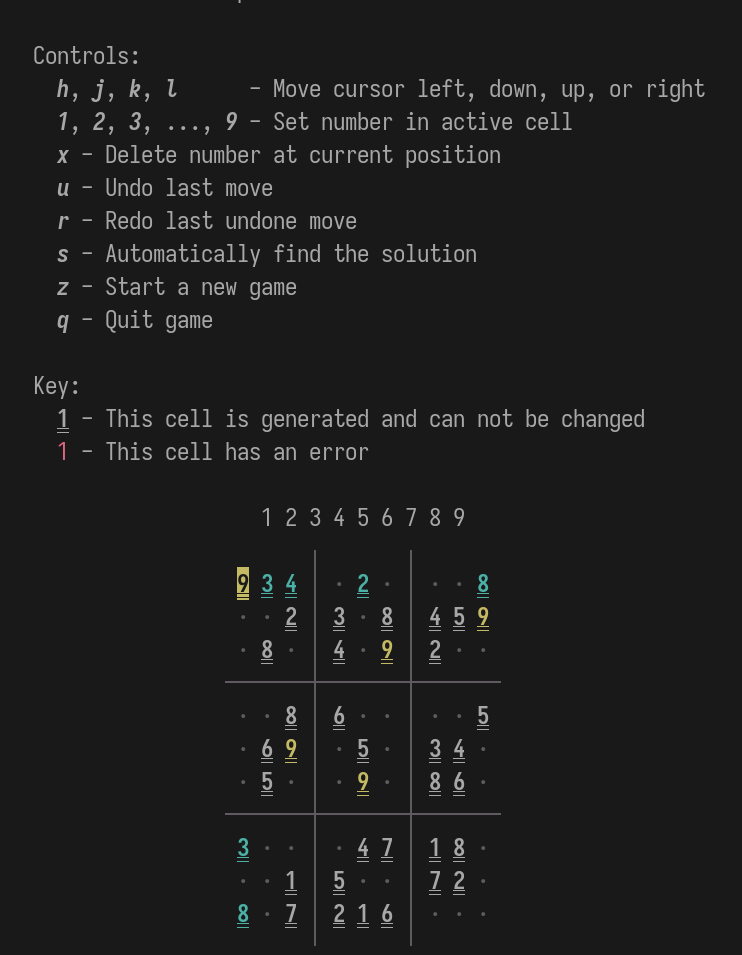 Controls:
h, j, k, l      - Move cursor left, down, up, or right
1, 2, 3, ..., 9 - Set number in active cell
x - Delete number at current position
u - Undo last move
r - Redo last undone move
s - Automatically find the solution
z - Start a new game
q - Quit game
Key:
1 - This cell is generated and can not be changed
1 - This cell has an error
1 2 3 4 5 6 7 8 9
9 3 4 │ · 2 · │ · · 8
· · 2 │ 3 · 8 │ 4 5 9
· 8 · │ 4 · 9 │ 2 · ·
· · 8 │ 6 · · │ · · 5
· 6 9 │ · 5 · │ 3 4 ·
· 5 · │ · 9 · │ 8 6 ·
3 · · │ · 4 7 │ 1 8 ·
· · 1 │ 5 · · │ 7 2 ·
8 · 7 │ 2 1 6 │ · · ·